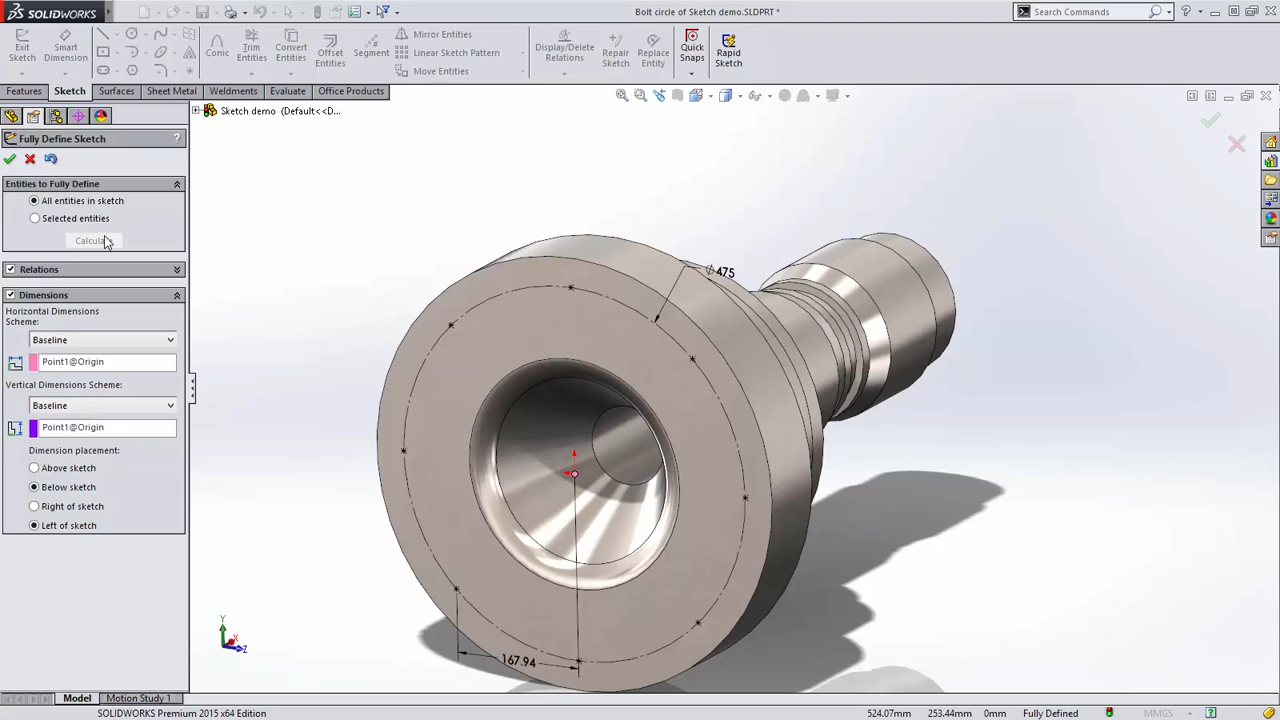 SOLIDWORKS
Bolt circle of Sketch demo.SLDPRT *
Search Commands
?
Exit Sketch
Smart Dimension
Conic
Trim Entities
Convert Entities
Offset Entities
Segment
Mirror Entities
Linear Sketch Pattern
Move Entities
Display/Delete Relations
Repair Sketch
Replace Entity
Quick Snaps
Rapid Sketch
Features
Sketch
Surfaces
Sheet Metal
Weldments
Evaluate
Office Products
Sketch demo (Default<<D...
Fully Define Sketch
?
Entities to Fully Define
All entities in sketch
Selected entities
Relations
Dimensions
Horizontal Dimensions
Scheme:
Baseline
Point1@Origin
Vertical Dimensions Scheme:
Baseline
Point1@Origin
Dimension placement:
Above sketch
Below sketch
Right of sketch
Left of sketch
∅475
167.94
Y
X
Z
Model
Motion Study 1
SOLIDWORKS Premium 2015 x64 Edition
524.07mm 253.44mm 0mm Fully Defined
MMGS
?